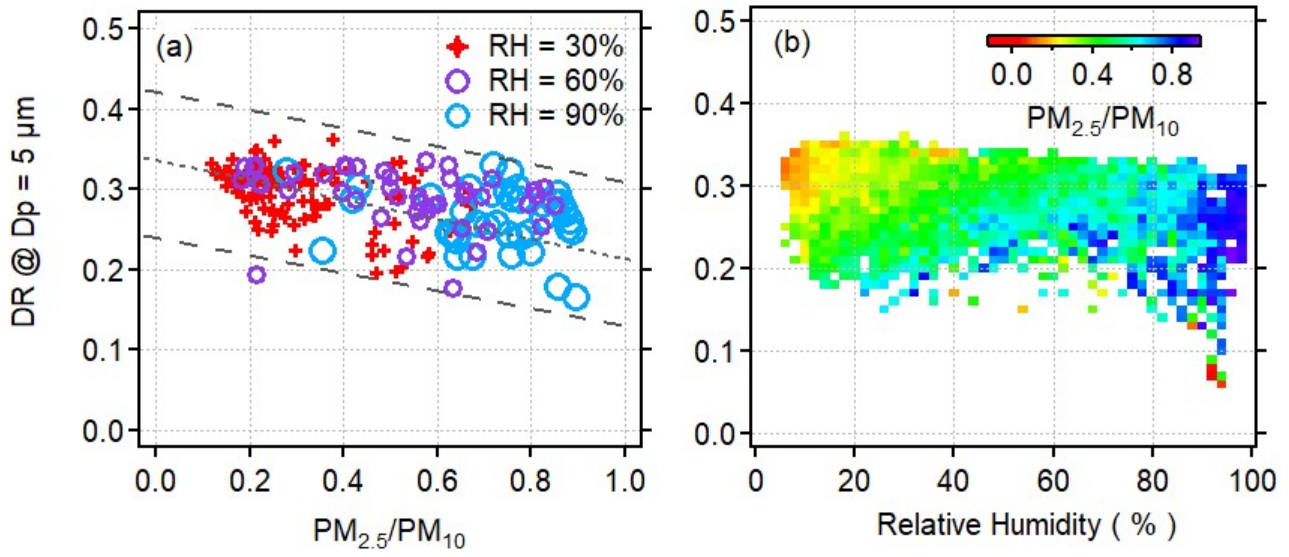 (a)
RH = 30%
RH = 60%
RH = 90%
0.5
0.4
0.3
0.2
0.1
0.0
DR @ Dp = 5 µm
0.0 0.2 0.4 0.6 0.8 1.0
PM2.5/PM10
(b)
0.0 0.4 0.8
PM2.5/PM10
0.5
0.4
0.3
0.2
0.1
0.0
0 20 40 60 80 100
Relative Humidity ( % )